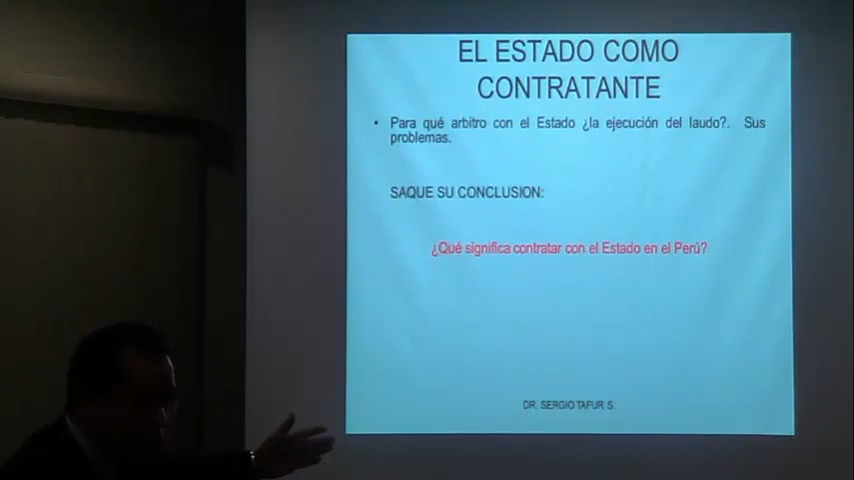 EL ESTADO COMO
CONTRATANTE
• Para qué arbitro con el Estado ¿la ejecución del laudo?. Sus
problemas.
SAQUE SU CONCLUSION:
¿Qué significa contratar con el Estado en el Perú?
DR. SERGIO TAFUR S.